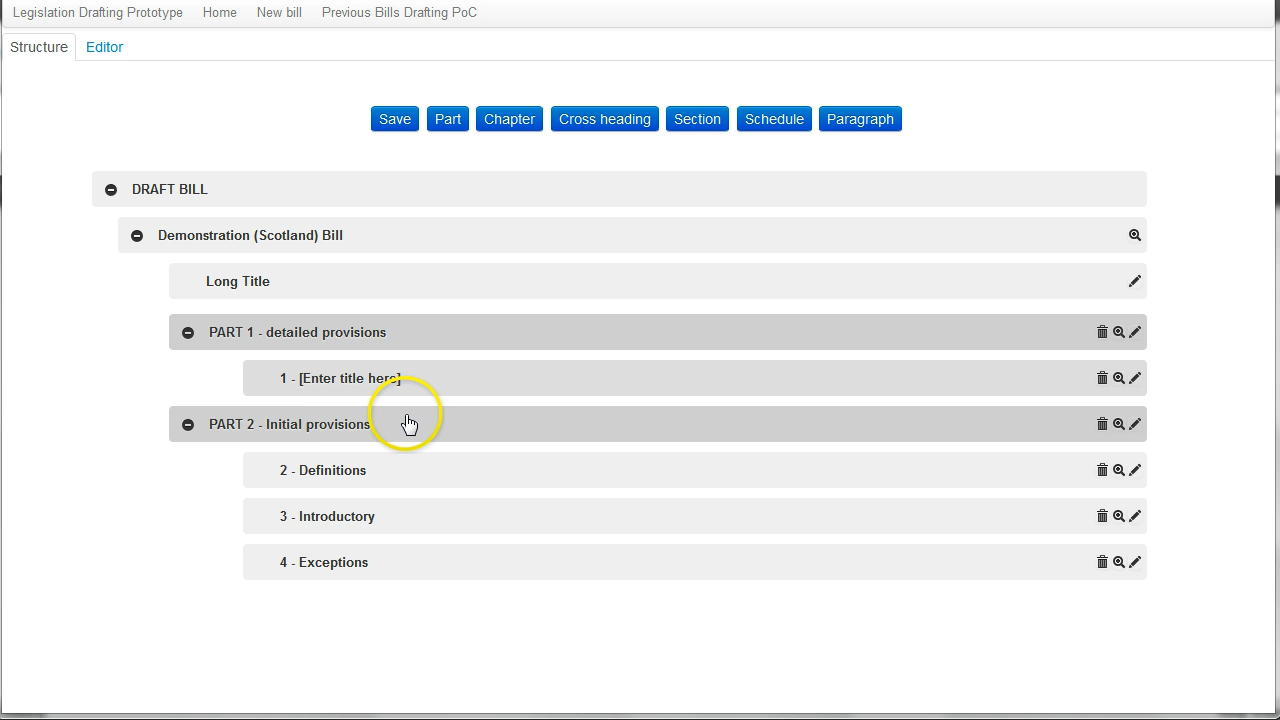 Legislation Drafting Prototype Home New bill Previous Bills Drafting PoC
Structure Editor
Save Part Chapter Cross heading Section Schedule Paragraph
DRAFT BILL
Demonstration (Scotland) Bill
Long Title
PART 1 - detailed provisions
1 - [Enter title here]
PART 2 - Initial provisions
2 - Definitions
3 - Introductory
4 - Exceptions